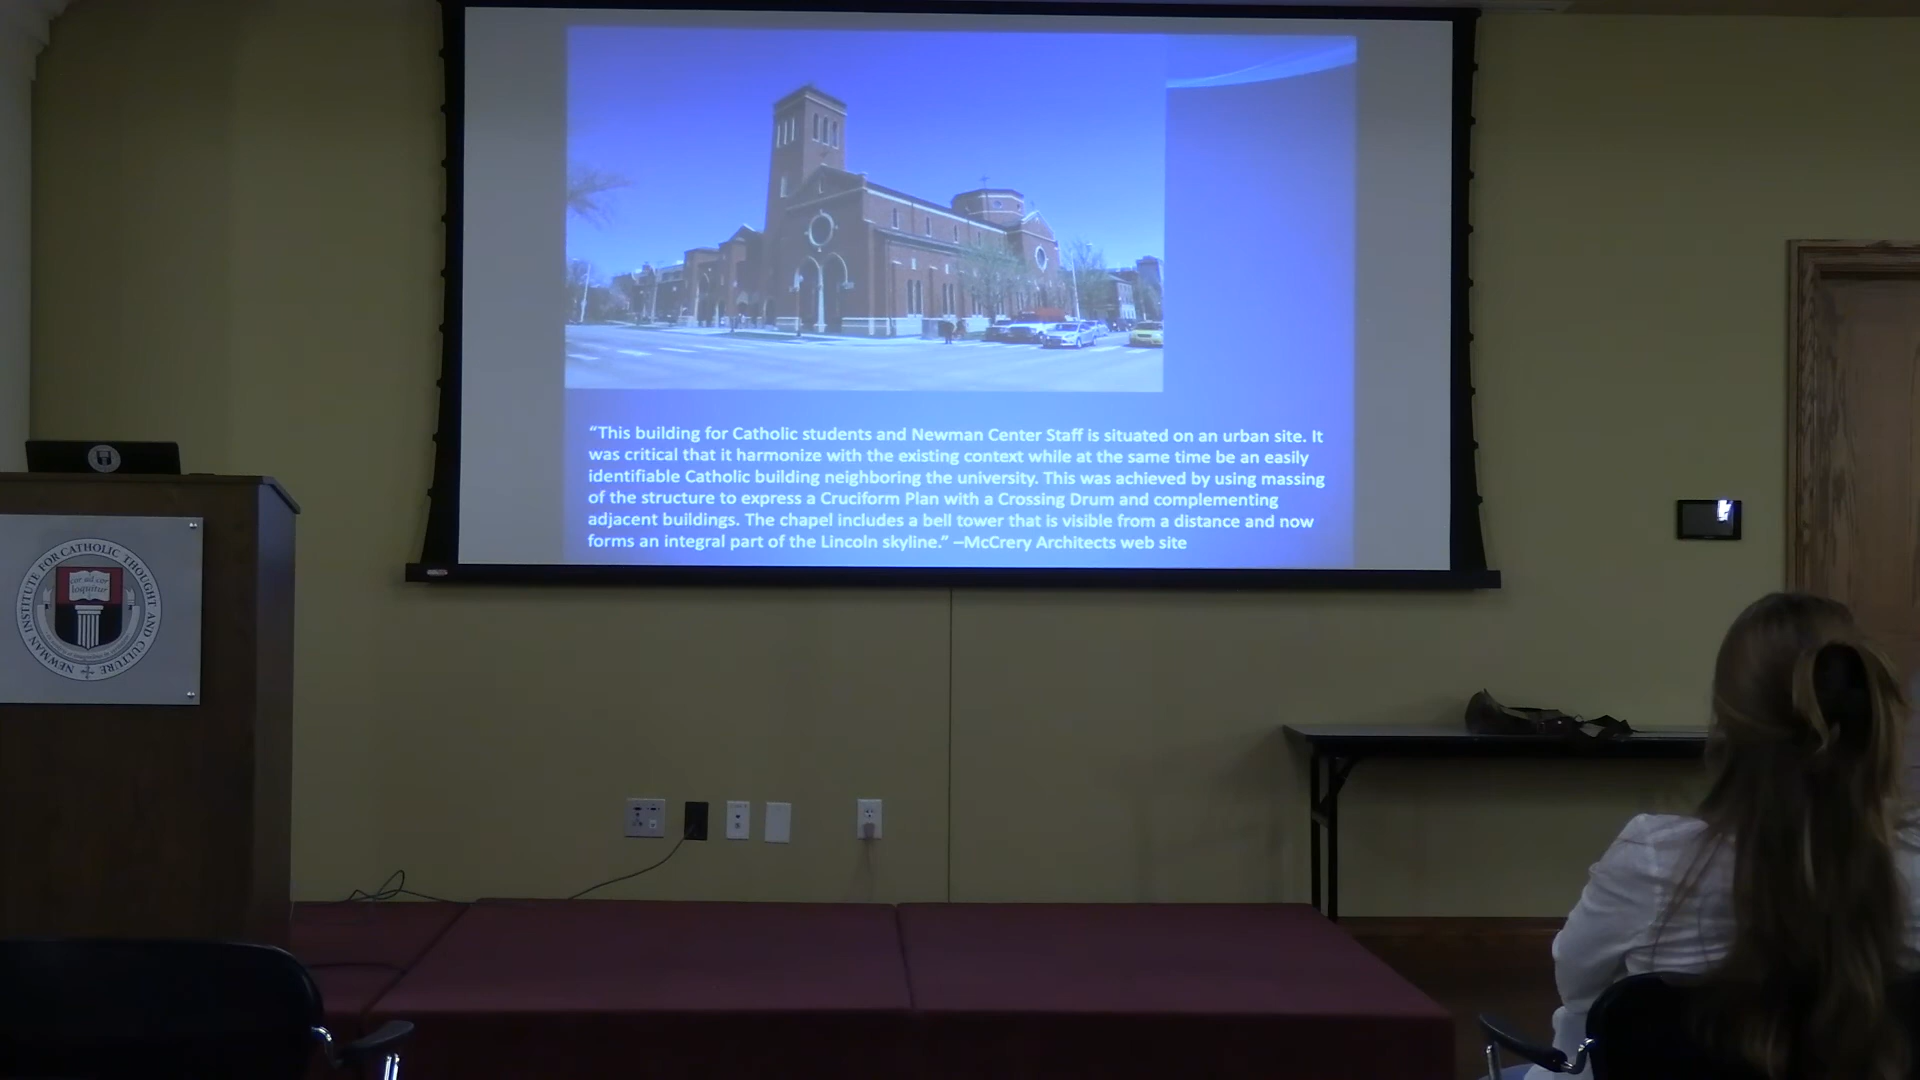 “This building for Catholic students and Newman Center Staff is situated on an urban site. It
was critical that it harmonize with the existing context while at the same time be an easily
identifiable Catholic building neighboring the university. This was achieved by using massing
of the structure to express a Cruciform Plan with a Crossing Drum and complementing
adjacent buildings. The chapel includes a bell tower that is visible from a distance and now
forms an integral part of the Lincoln skyline.” –McCrery Architects web site
NEWMAN INSTITUTE FOR CATHOLIC THOUGHT AND CULTURE
cor ad cor
loquitur